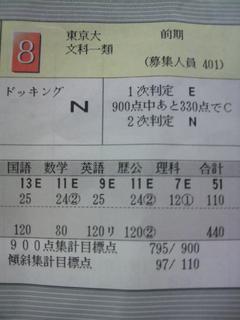 8 東京大 前期
文科一類 (募集人員 401)
ドッキング 1次判定 E
N 900点中あと330点でC
2次判定 N
国語 数学 英語 歴公 理科 合計
13E 11E 9E 11E 7E 51
25 24② 25 24② 12① 110
120 80 120リ 120② 440
900点集計目標点 795/900
傾斜集計目標点 97/110